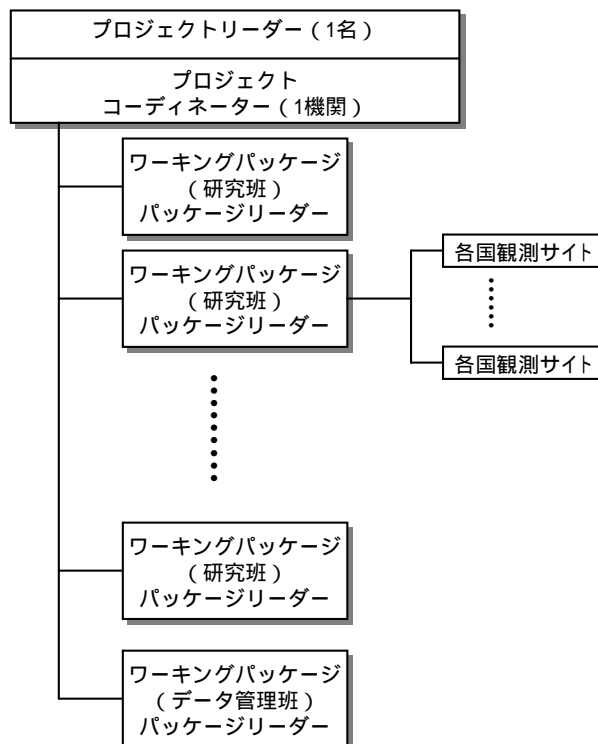 プロジェクトリーダー(1名)
プロジェクト
コーディネーター(1機関)
ワーキングパッケージ
(研究班)
パッケージリーダー
ワーキングパッケージ
(研究班)
パッケージリーダー
各国観測サイト
各国観測サイト
ワーキングパッケージ
(研究班)
パッケージリーダー
ワーキングパッケージ
(データ管理班)
パッケージリーダー